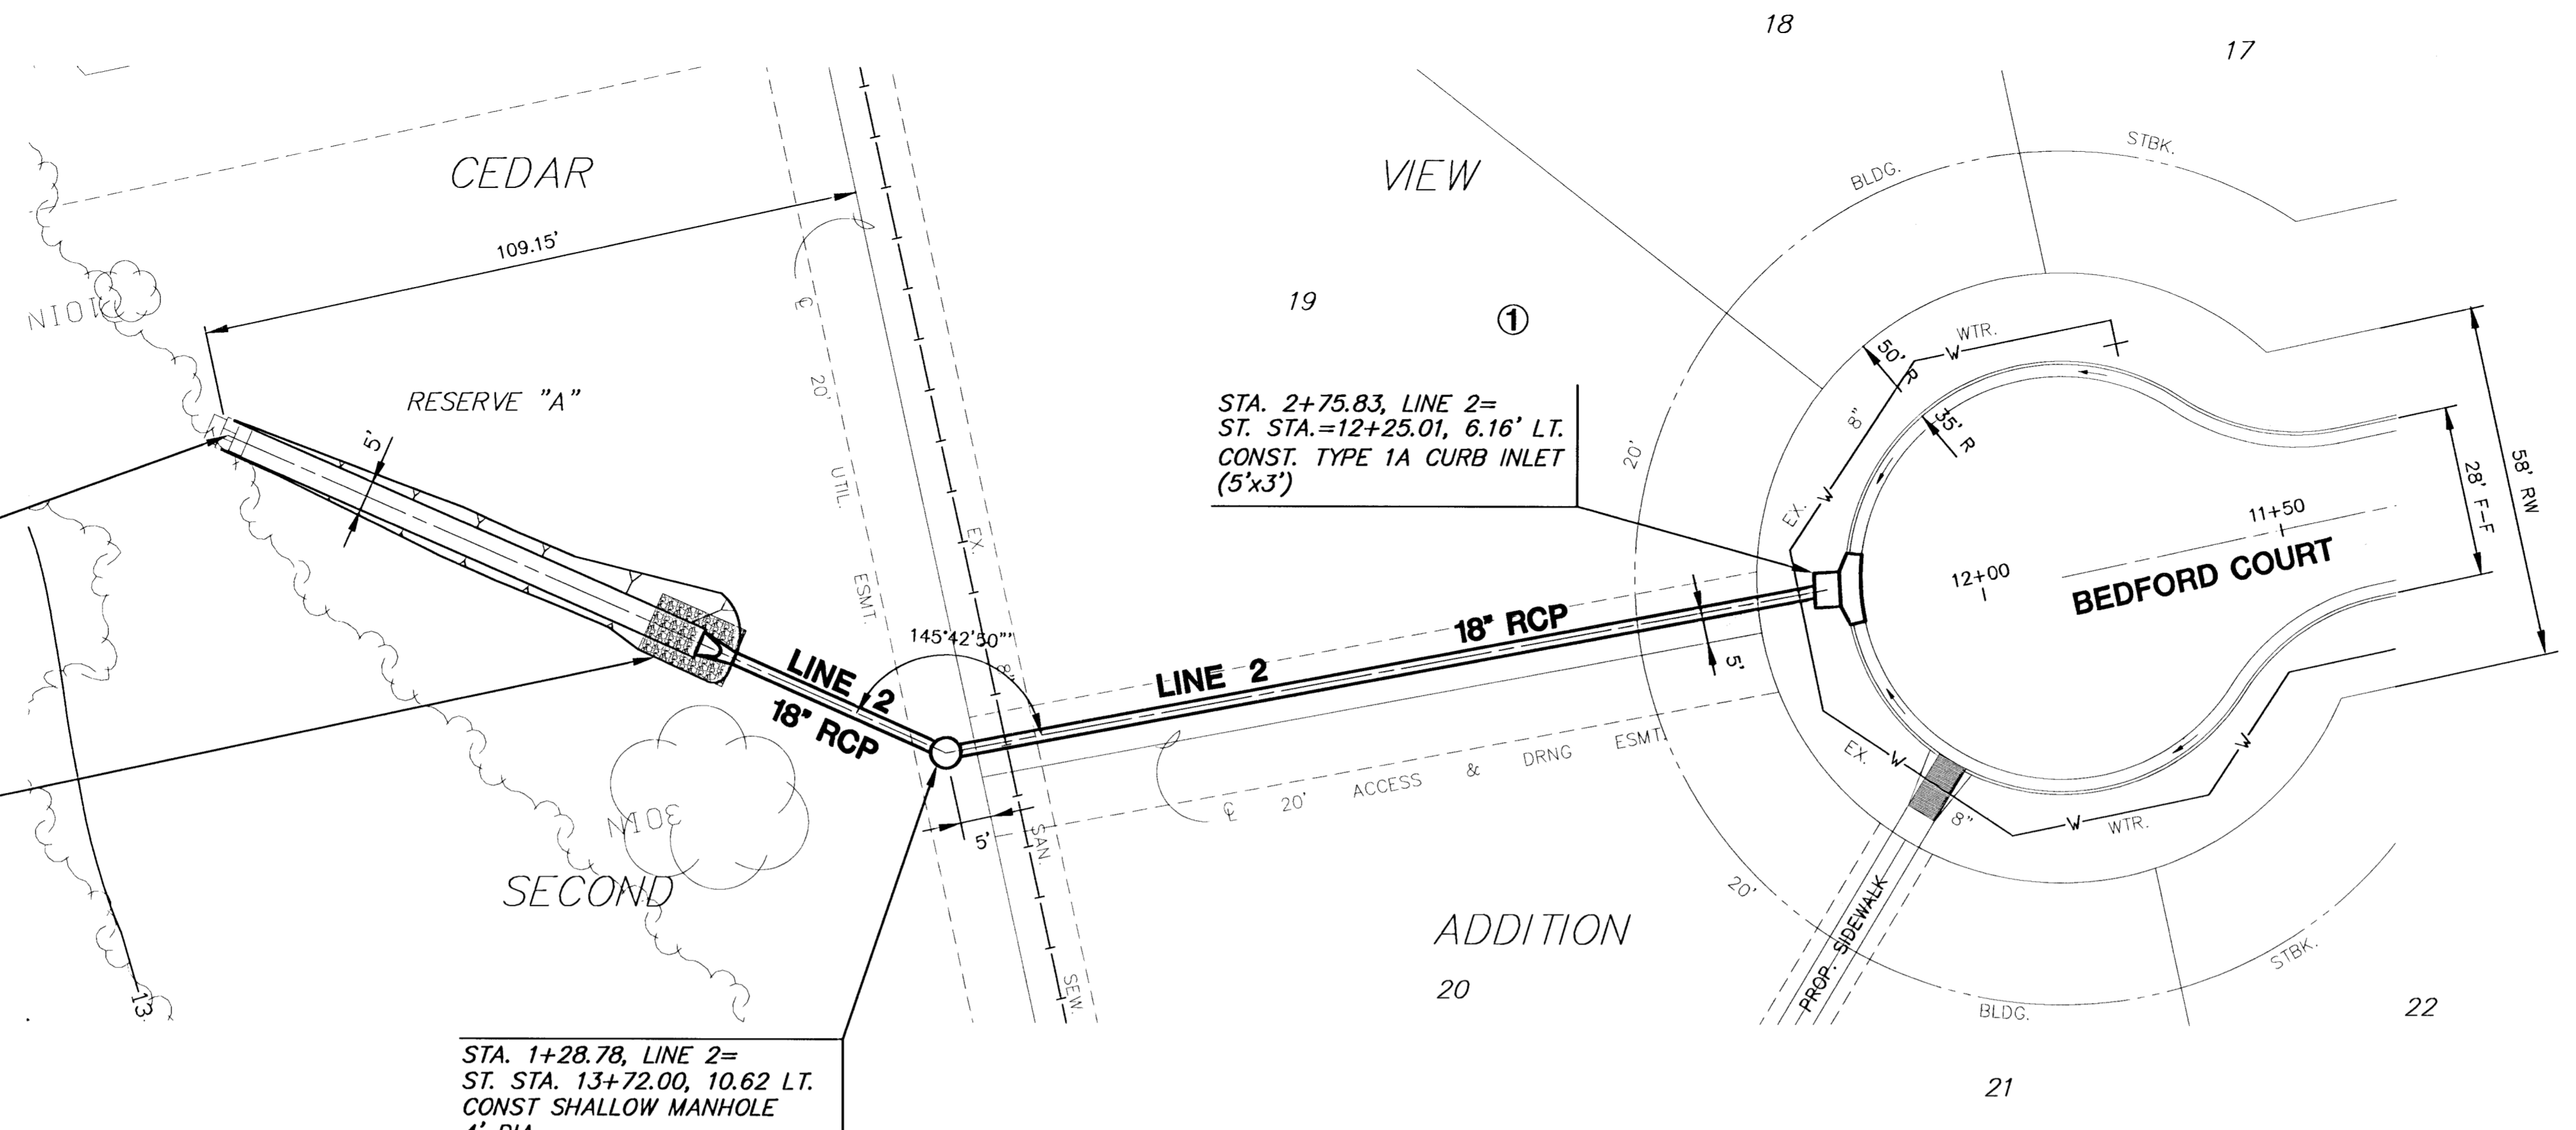 18
17
CEDAR
VIEW
STBK.
BLDG.
109.15'
℄
20'
UTIL.
ESMT.
19
①
RESERVE "A"
5'
STA. 2+75.83, LINE 2=
ST. STA.=12+25.01, 6.16' LT.
CONST. TYPE 1A CURB INLET
(5'x3')
20'
50' R
WTR.
W
8"
35' R
W
EX.
58' RW
28' F-F
11+50
12+00
BEDFORD COURT
EX.
8"
145°42'50"
LINE 2
18" RCP
LINE 2
18" RCP
5'
℄ 20' ACCESS & DRNG ESMT.
5'
SAN.
SEW.
EX.
W
W
8"
W
WTR.
W
SECOND
ADDITION
20
20'
PROP. SIDEWALK
BLDG.
STBK.
22
21
13
STA. 1+28.78, LINE 2=
ST. STA. 13+72.00, 10.62 LT.
CONST SHALLOW MANHOLE